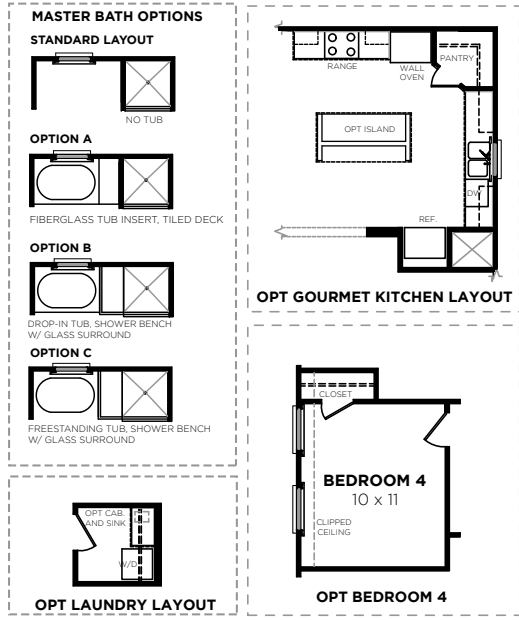 MASTER BATH OPTIONS
STANDARD LAYOUT
NO TUB
OPTION A
FIBERGLASS TUB INSERT, TILED DECK
OPTION B
DROP-IN TUB, SHOWER BENCH
W/ GLASS SURROUND
OPTION C
FREESTANDING TUB, SHOWER BENCH
W/ GLASS SURROUND
OPT CAB.
AND SINK
W/D
OPT LAUNDRY LAYOUT
RANGE
WALL
OVEN
PANTRY
OPT ISLAND
DW
REF.
OPT GOURMET KITCHEN LAYOUT
CLOSET
BEDROOM 4
10 x 11
CLIPPED
CEILING
OPT BEDROOM 4